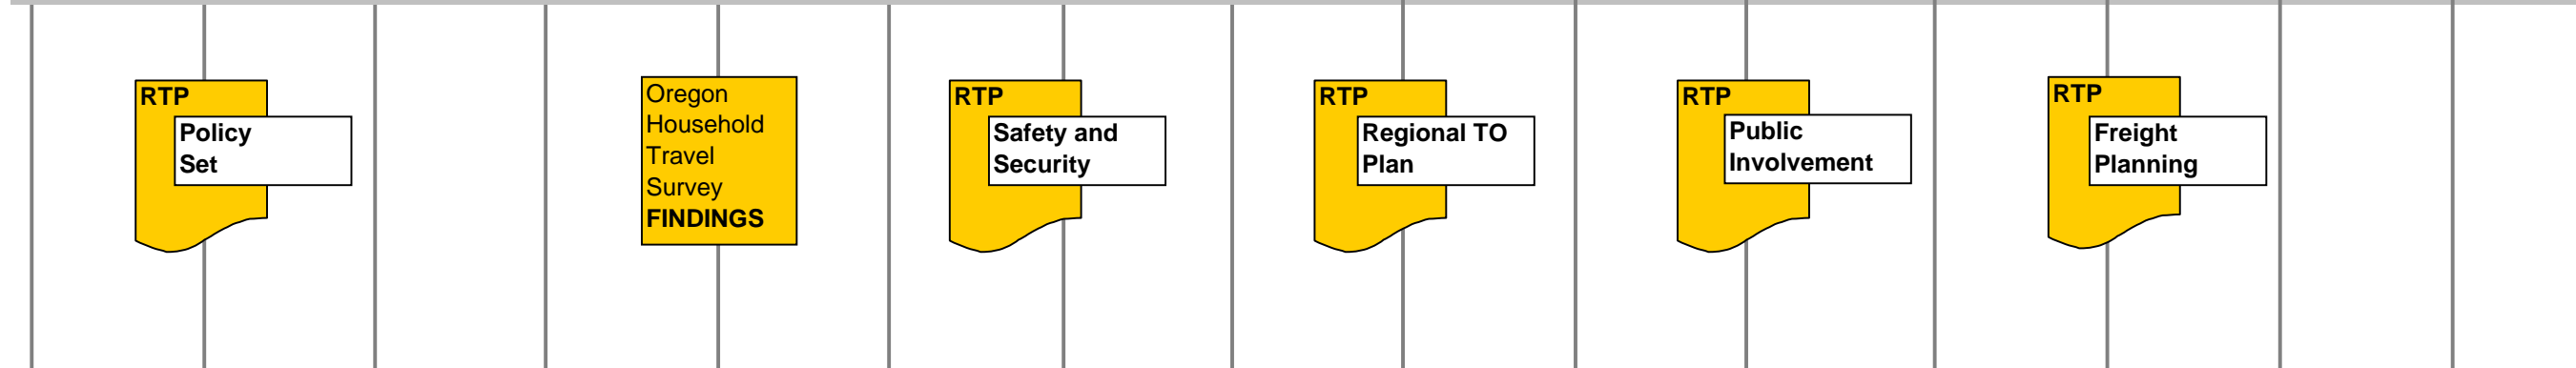 RTP
Policy
Set
Oregon
Household
Travel
Survey
FINDINGS
RTP
Safety and
Security
RTP
Regional TO
Plan
RTP
Public
Involvement
RTP
Freight
Planning